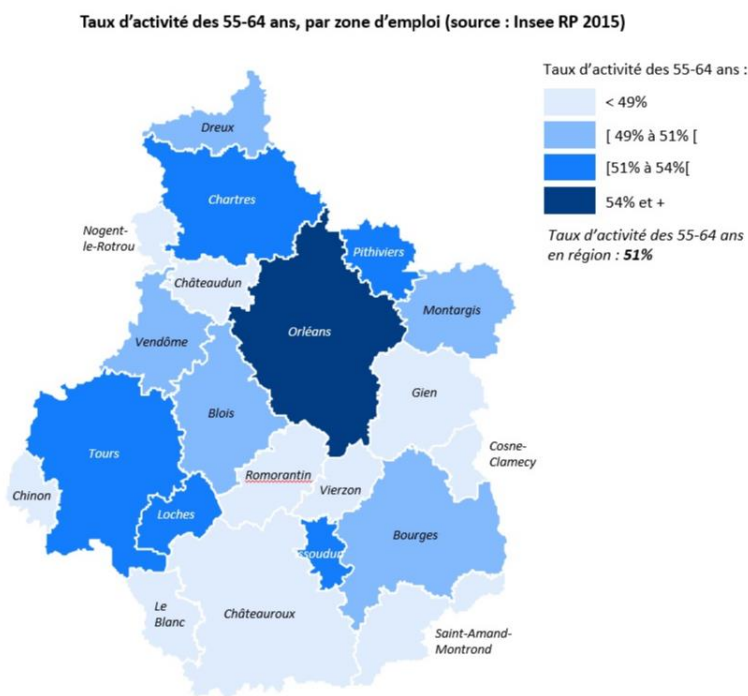 Taux d'activité des 55-64 ans, par zone d'emploi (source : Insee RP 2015)
Taux d'activité des 55-64 ans :
< 49%
[ 49% à 51% [
[51% à 54%[
54% et +
Taux d'activité des 55-64 ans
en région : 51%
Dreux
Chartres
Nogent-
le-Rotrou
Pithiviers
Châteaudun
Montargis
Orléans
Vendôme
Gien
Blois
Cosne-
Clamecy
Tours
Romorantin
Vierzon
Chinon
Loches
Bourges
ssoudun
Le
Blanc
Châteauroux
Saint-Amand-
Montrond